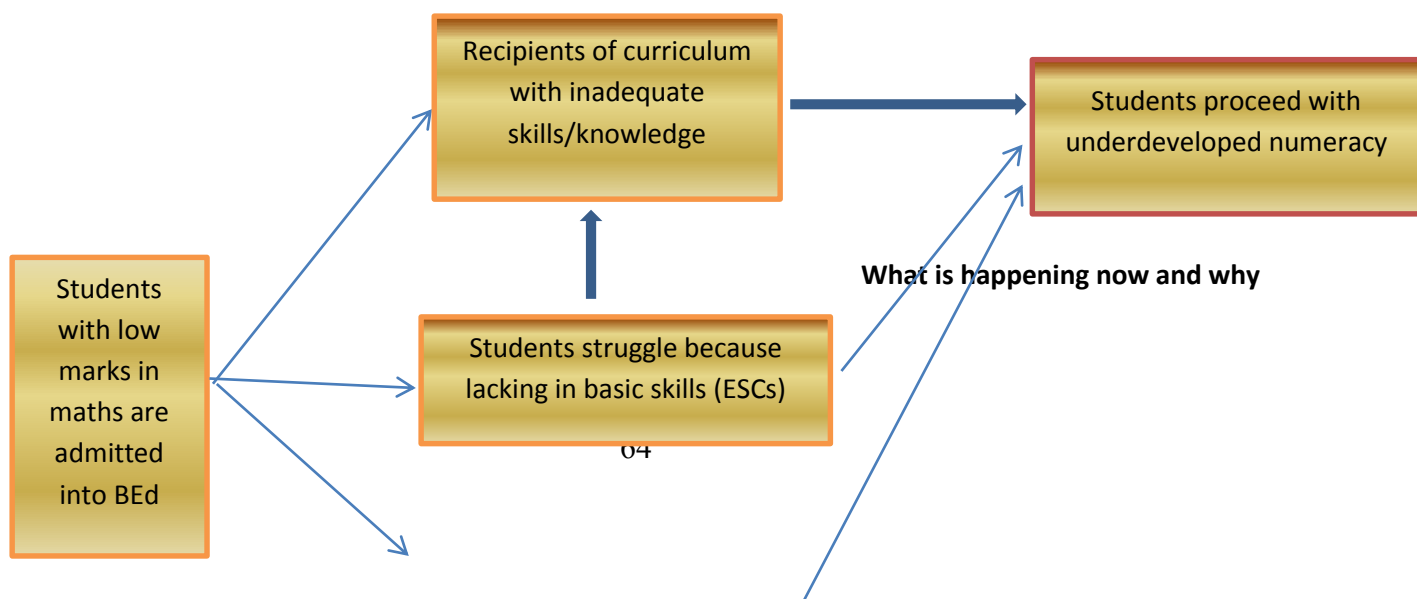 Recipients of curriculum
with inadequate
skills/knowledge
Students proceed with
underdeveloped numeracy
What is happening now and why
Students
with low
marks in
maths are
admitted
into BEd
Students struggle because
lacking in basic skills (ESCs)
64